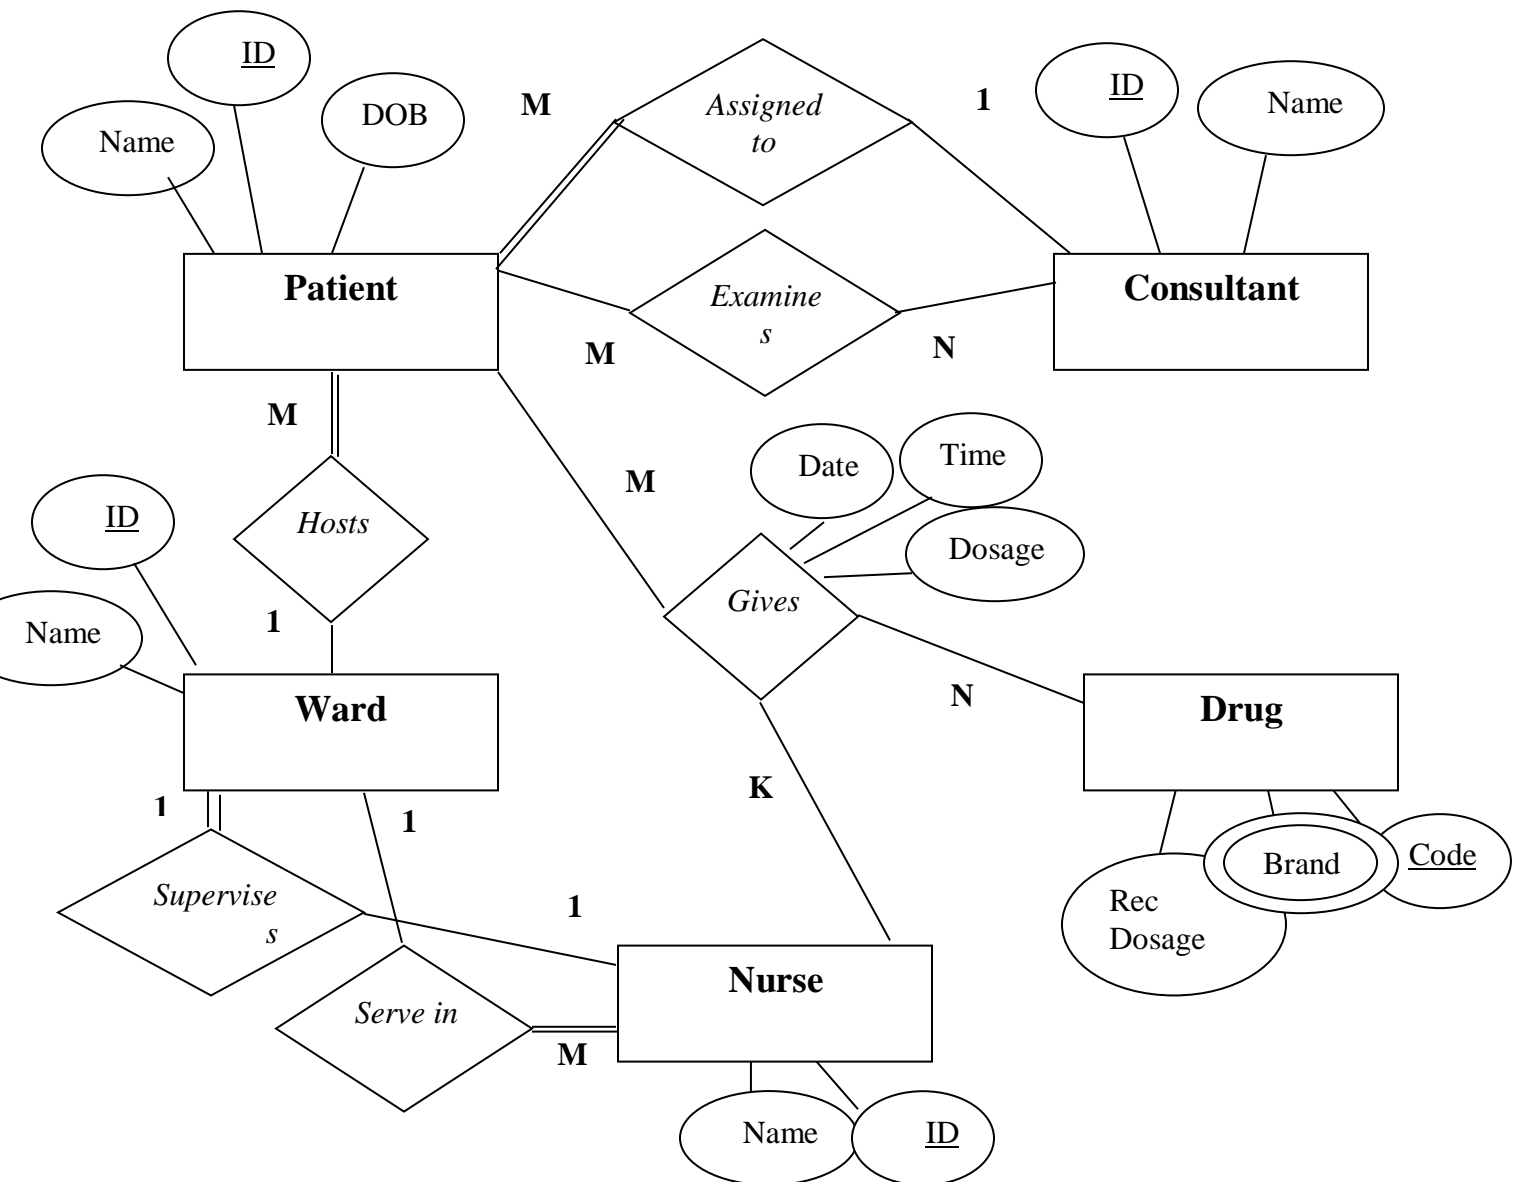 ID
Name
DOB
M
Assigned
to
1
ID
Name
Patient
Examine
s
Consultant
M
N
M
Hosts
M
Date
Time
Dosage
ID
Name
1
Gives
Ward
N
Drug
K
1
1
Supervise
s
1
Brand
Code
Rec
Dosage
Serve in
M
Nurse
Name
ID